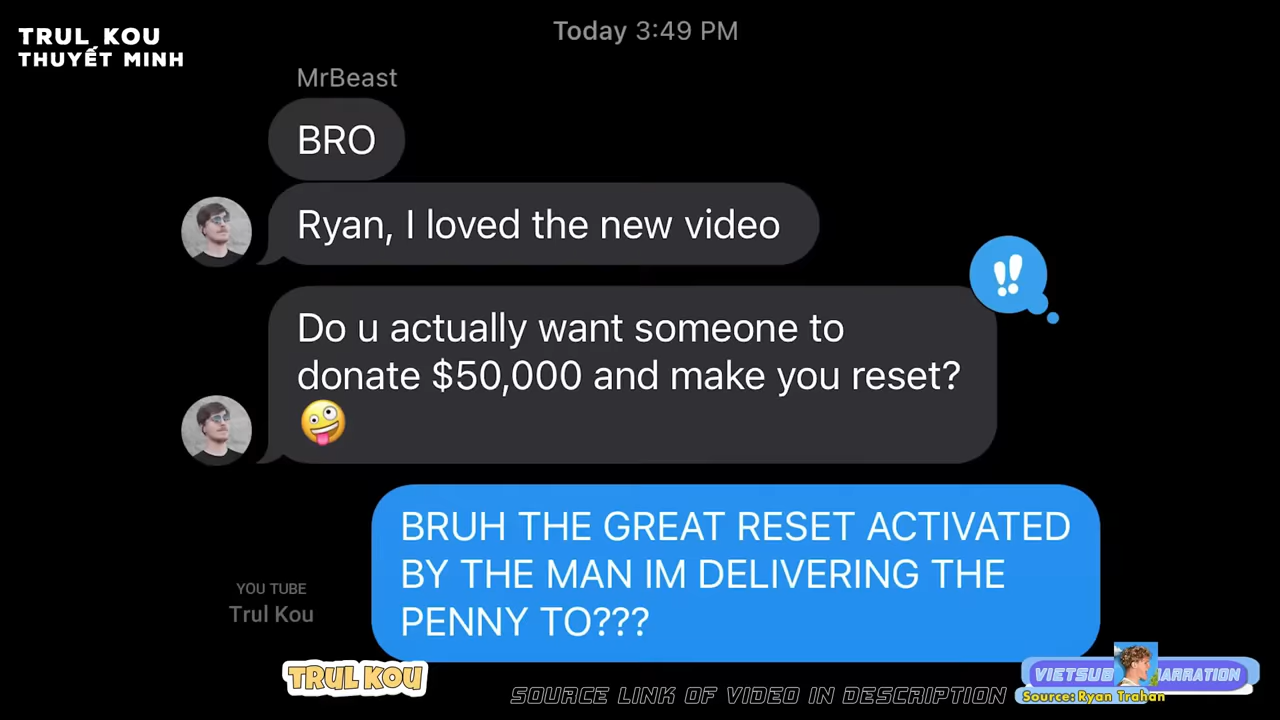 TRUL KOU
THUYẾT MINH
Today 3:49 PM
MrBeast
BRO
Ryan, I loved the new video
Do u actually want someone to
donate $50,000 and make you reset?
🤪
BRUH THE GREAT RESET ACTIVATED
BY THE MAN IM DELIVERING THE
PENNY TO???
YOU TUBE
Trul Kou
TRUL KOU
SOURCE LINK OF VIDEO IN DESCRIPTION
VIETSUB ARRATION
Source: Ryan Trahan